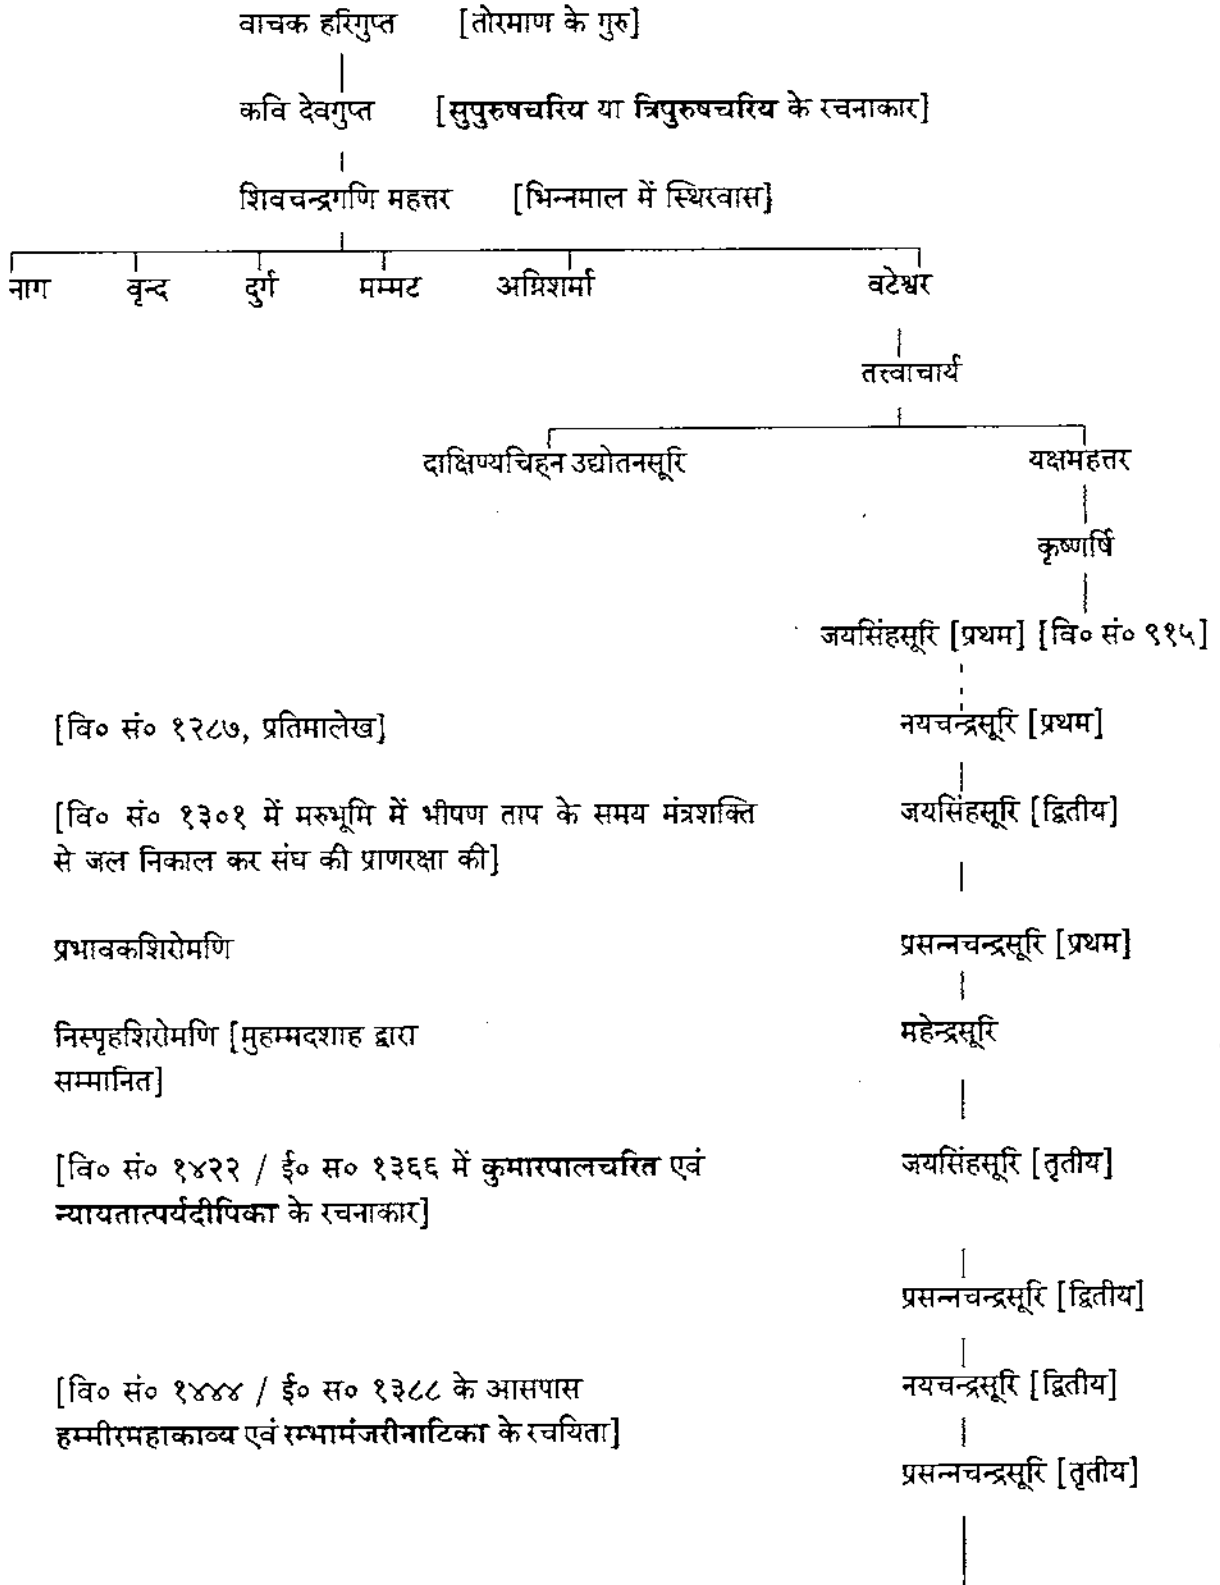 वाचक हरिगुप्त [तोरमाण के गुरु]
कवि देवगुप्त [सुपुरुषचरिय या त्रिपुरुषचरिय के रचनाकार]
शिवचन्द्रगणि महत्तर [भिन्नमाल में स्थिरवास]
नाग वृन्द दुर्ग मम्मट अग्निशर्मा वटेश्वर
तत्त्वाचार्य
दाक्षिण्यचिह्न उद्योतनसूरि यक्षमहत्तर
कृष्णर्षि
जयसिंहसूरि [प्रथम] [वि० सं० ९१५]
[वि० सं० १२८७, प्रतिमालेख] नयचन्द्रसूरि [प्रथम]
[वि० सं० १३०१ में मरुभूमि में भीषण ताप के समय मंत्रशक्ति जयसिंहसूरि [द्वितीय]
से जल निकाल कर संघ की प्राणरक्षा की]
प्रभावकशिरोमणि प्रसन्नचन्द्रसूरि [प्रथम]
निस्पृहशिरोमणि [मुहम्मदशाह द्वारा महेन्द्रसूरि
सम्मानित]
[वि० सं० १४२२ / ई० स० १३६६ में कुमारपालचरित एवं जयसिंहसूरि [तृतीय]
न्यायतात्पर्यदीपिका के रचनाकार]
प्रसन्नचन्द्रसूरि [द्वितीय]
[वि० सं० १४४४ / ई० स० १३८८ के आसपास नयचन्द्रसूरि [द्वितीय]
हम्मीरमहाकाव्य एवं रम्भामंजरीनाटिका के रचयिता]
प्रसन्नचन्द्रसूरि [तृतीय]